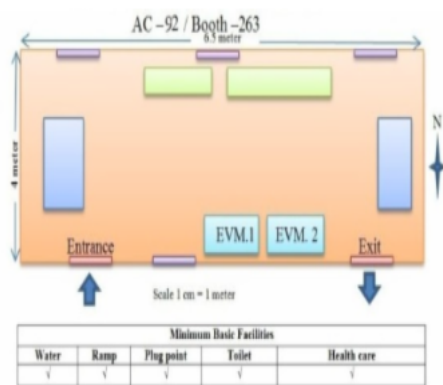 AC –92 / Booth –263
6.5 meter
4 meter
N
EVM.1 EVM. 2
Entrance Exit
Scale 1 cm = 1 meter
Minimum Basic Facilities
Water Ramp Plug point Toilet Health care
√ √ √ √ √